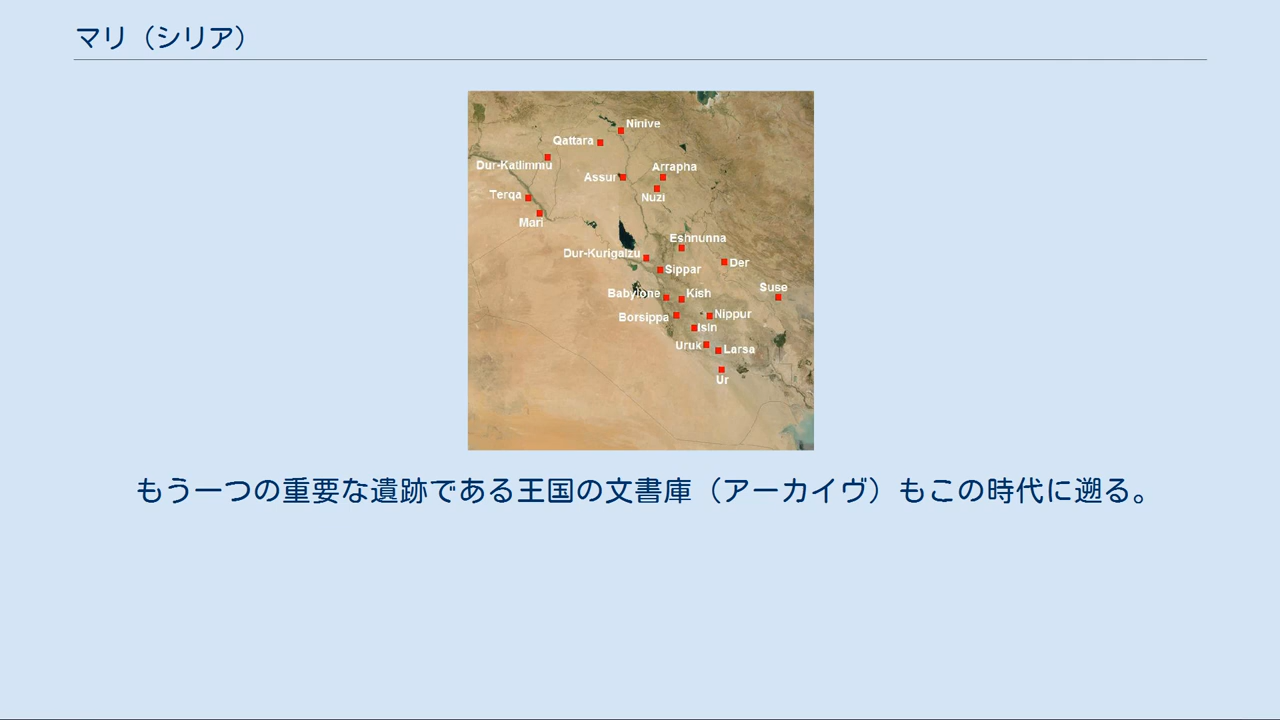 マリ（シリア）
Ninive
Qattara
Dur-Katlimmu
Arrapha
Assur
Terqa
Nuzi
Mari
Eshnunna
Dur-Kurigalzu
Der
Sippar
Suse
Babylone
Kish
Nippur
Borsippa
Isin
Uruk
Larsa
Ur
もう一つの重要な遺跡である王国の文書庫（アーカイヴ）もこの時代に遡る。